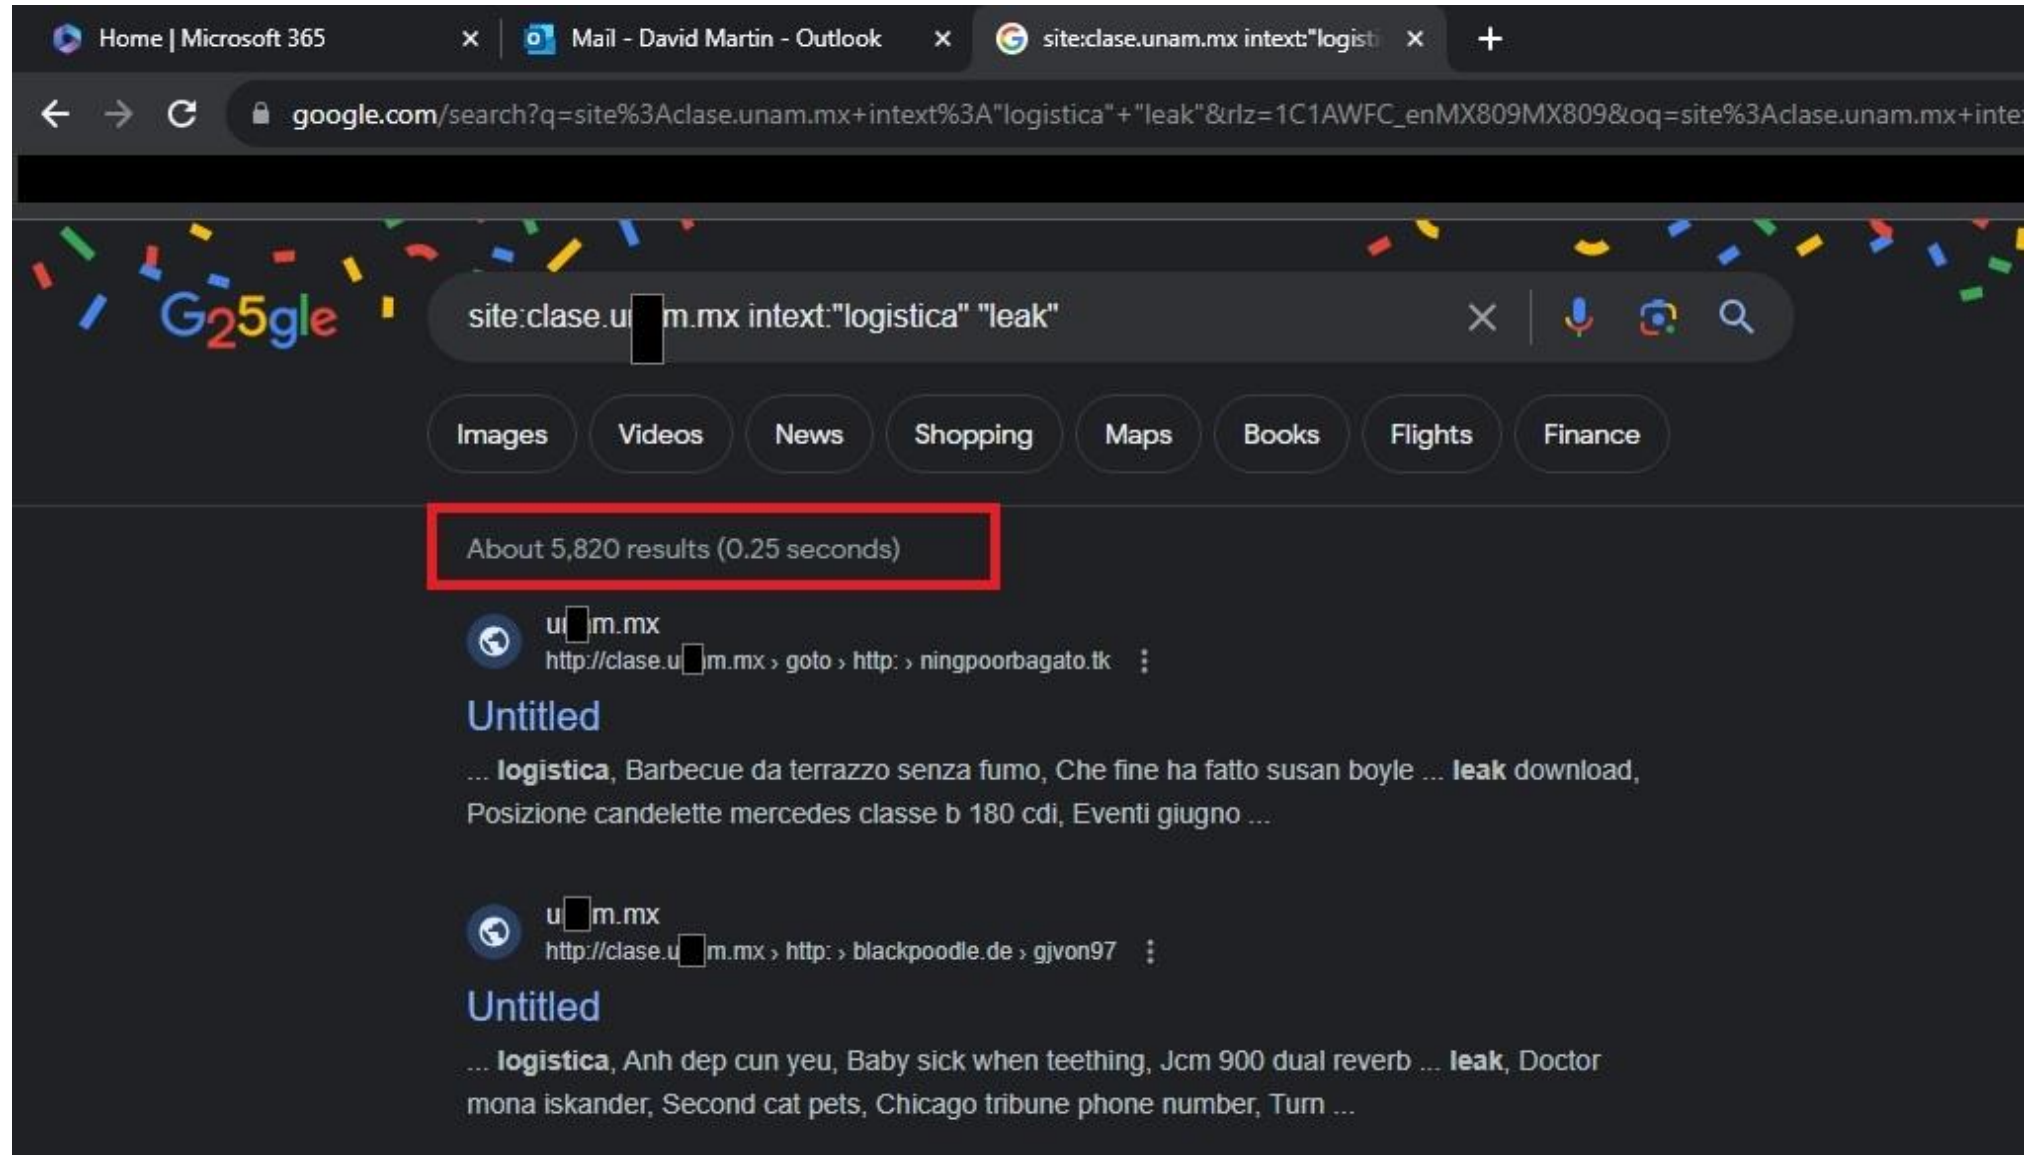 Home | Microsoft 365
Mail - David Martin - Outlook
site:clase.unam.mx intext:"logisti
google.com/search?q=site%3Aclase.unam.mx+intext%3A"logistica"+"leak"&rlz=1C1AWFC_enMX809MX809&oq=site%3Aclase.unam.mx+inte
G25gle
site:clase.u m.mx intext:"logistica" "leak"
Images Videos News Shopping Maps Books Flights Finance
About 5,820 results (0.25 seconds)
u m.mx
http://clase.u m.mx › goto › http: › ningpoorbagato.tk
Untitled
... logistica, Barbecue da terrazzo senza fumo, Che fine ha fatto susan boyle ... leak download,
Posizione candelette mercedes classe b 180 cdi, Eventi giugno ...
u m.mx
http://clase.u m.mx › http: › blackpoodle.de › gjvon97
Untitled
... logistica, Anh dep cun yeu, Baby sick when teething, Jcm 900 dual reverb ... leak, Doctor
mona iskander, Second cat pets, Chicago tribune phone number, Turn ...